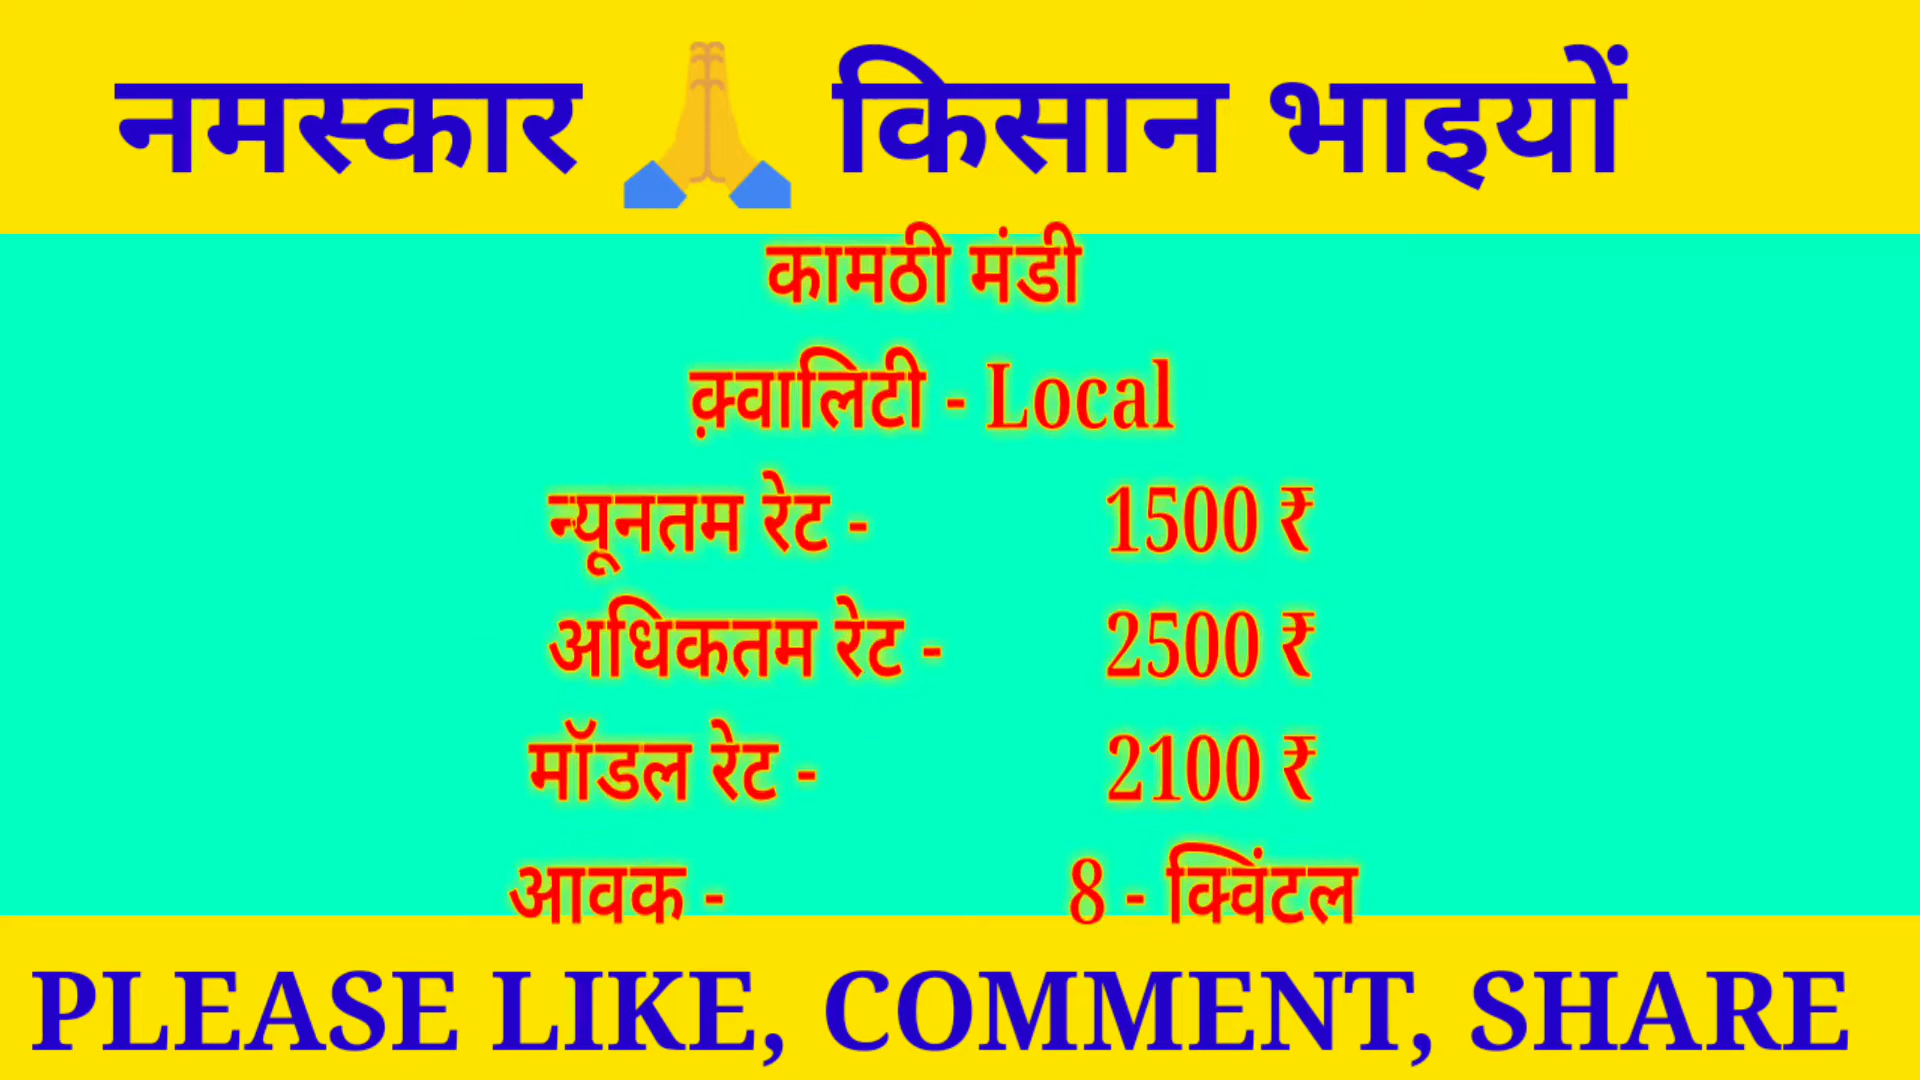 नमस्कार 🙏 किसान भाइयों
कामठी मंडी
क़्वालिटी - Local
न्यूनतम रेट - 1500 ₹
अधिकतम रेट - 2500 ₹
मॉडल रेट - 2100 ₹
आवक - 8 - क्विंटल
PLEASE LIKE, COMMENT, SHARE